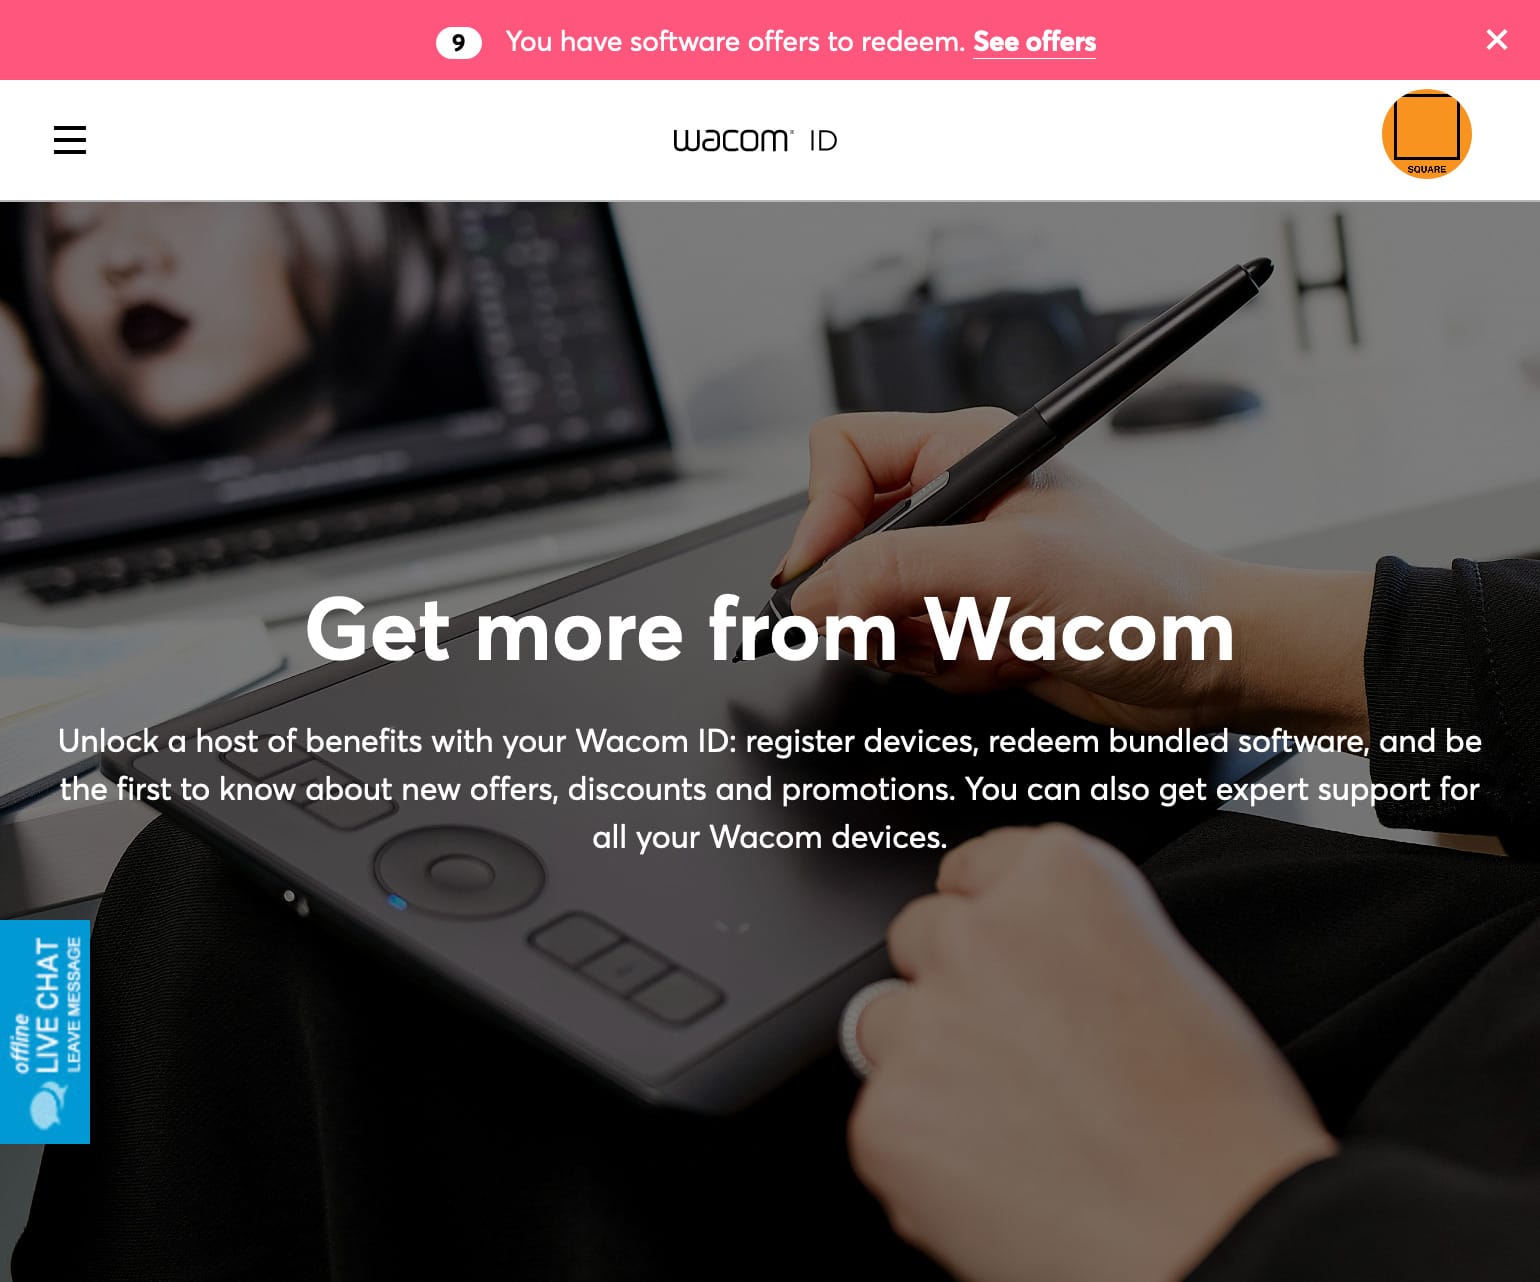 9 You have software offers to redeem. See offers
wacom ID
SQUARE
H
Get more from Wacom
Unlock a host of benefits with your Wacom ID: register devices, redeem bundled software, and be
the first to know about new offers, discounts and promotions. You can also get expert support for
all your Wacom devices.
offline
LIVE CHAT
LEAVE MESSAGE